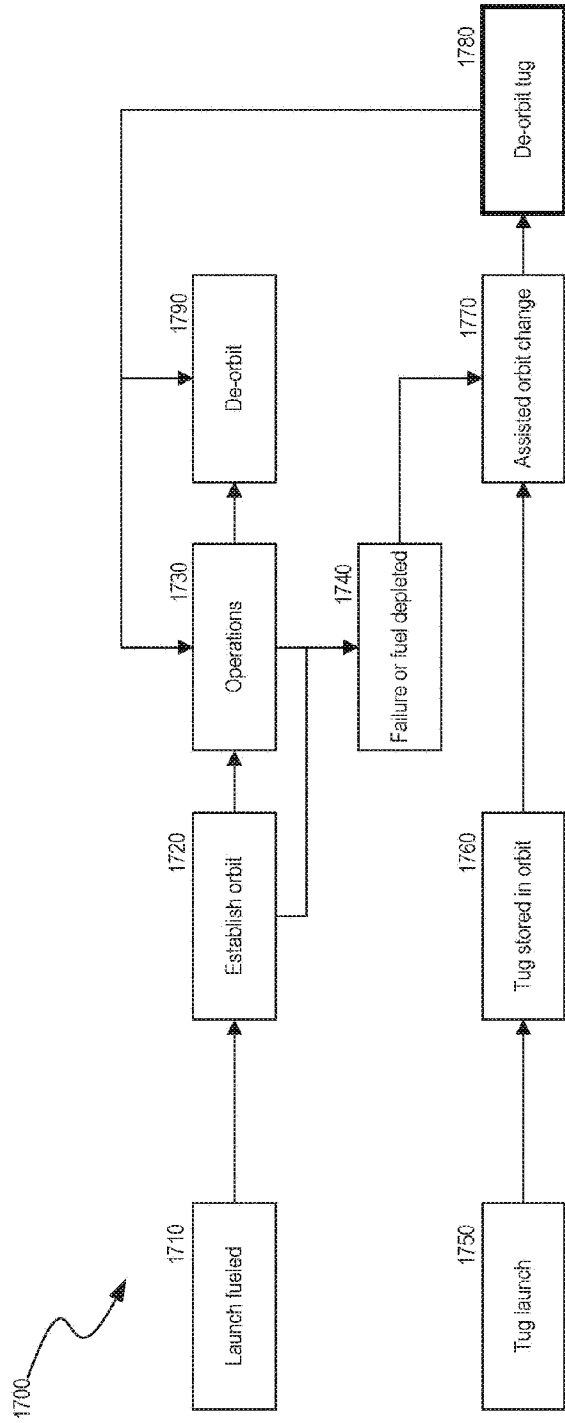 1700
1710
Launch fueled
1720
Establish orbit
1730
Operations
1790
De-orbit
1740
Failure or fuel depleted
1750
Tug launch
1760
Tug stored in orbit
1770
Assisted orbit change
1780
De-orbit tug